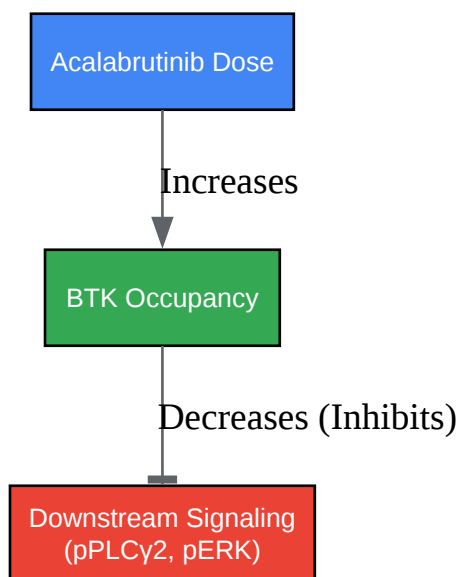 Acalabrutinib Dose
Increases
BTK Occupancy
Decreases (Inhibits)
Downstream Signaling
(pPLCγ2, pERK)